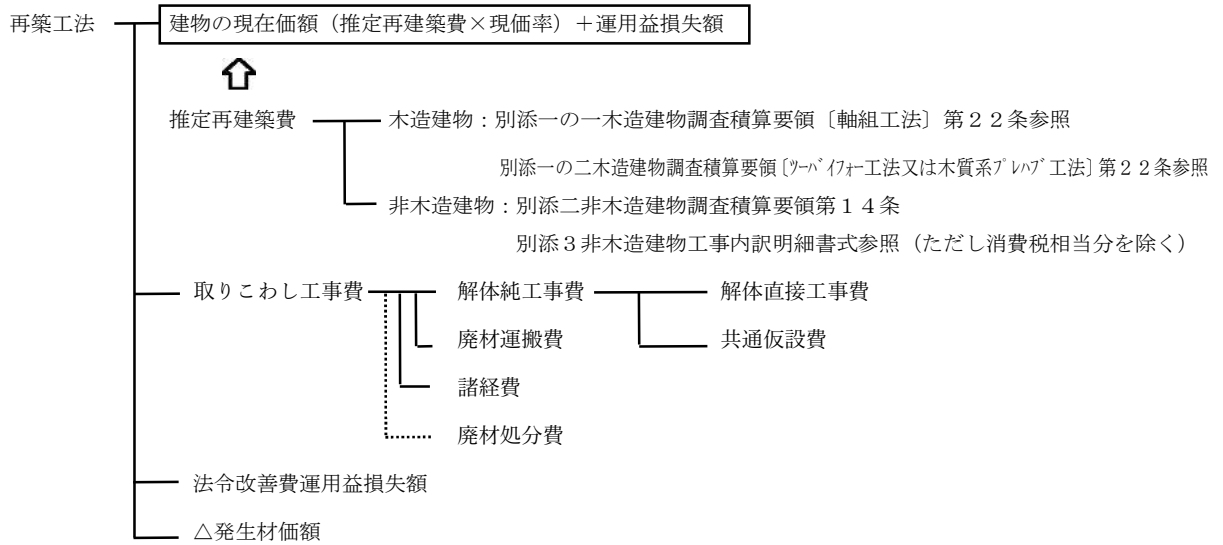 再築工法 建物の現在価額（推定再建築費×現価率）＋運用益損失額
推定再建築費 木造建物：別添一の一木造建物調査積算要領〔軸組工法〕第２２条参照
別添一の二木造建物調査積算要領〔ﾂｰﾊﾞｲﾌｫｰ工法又は木質系ﾌﾟﾚﾊﾌﾞ工法〕第２２条参照
非木造建物：別添二非木造建物調査積算要領第１４条
別添３非木造建物工事内訳明細書式参照（ただし消費税相当分を除く）
取りこわし工事費 解体純工事費 解体直接工事費
廃材運搬費 共通仮設費
諸経費
廃材処分費
法令改善費運用益損失額
△発生材価額